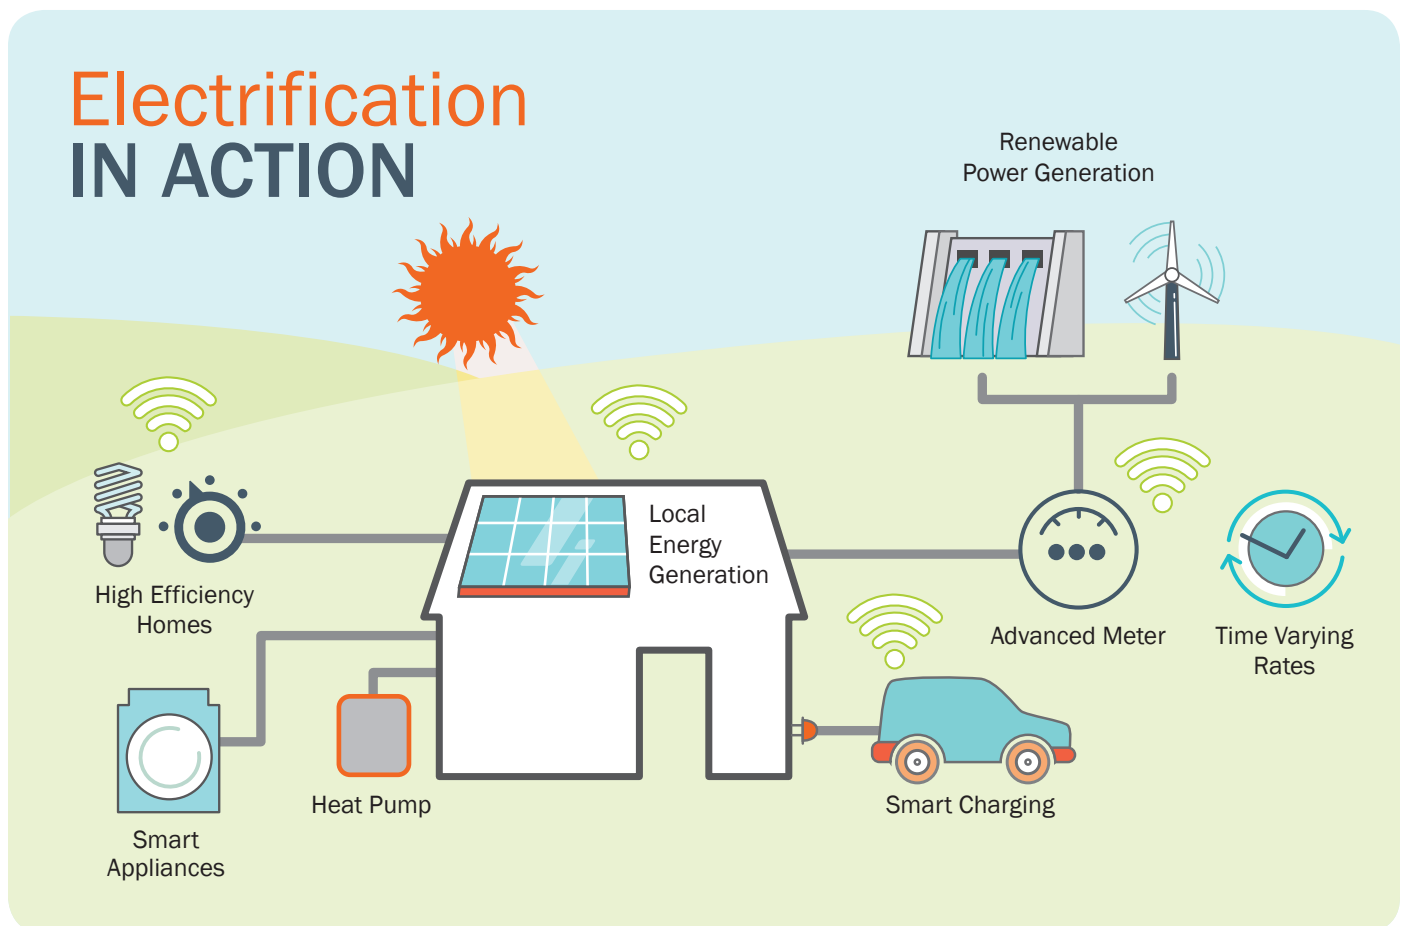 Electrification
IN ACTION
Renewable
Power Generation
Local
Energy
Generation
High Efficiency
Homes
Advanced Meter
Time Varying
Rates
Heat Pump
Smart Charging
Smart
Appliances